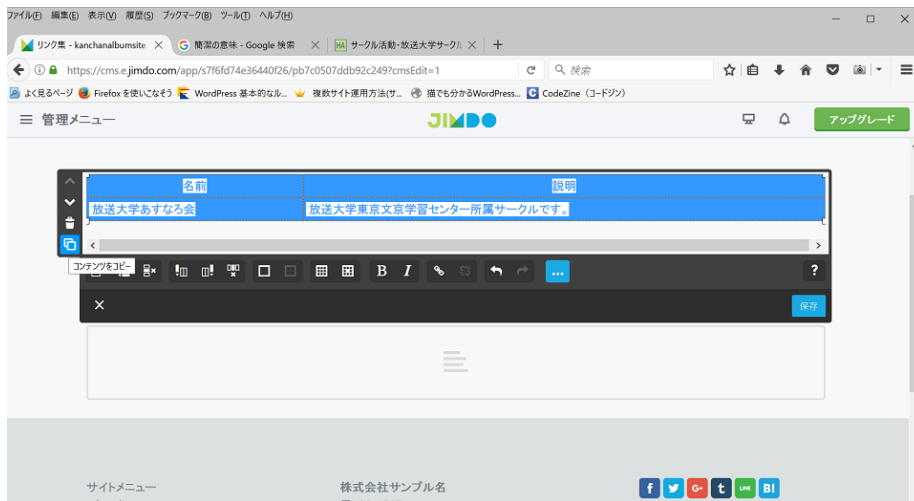 ファイル(F) 編集(E) 表示(V) 履歴(S) ブックマーク(B) ツール(T) ヘルプ(H)
リンク集 - kanchanalbumsite × 簡潔の意味 - Google 検索 × HA サークル活動・放送大学サークル × +
https://cms.e.jimdo.com/app/s7f6fd74e36440f26/pb7c0507ddb92c249?cmsEdit=1 検索
よく見るページ Firefox を使いこなそう WordPress 基本的なル... 複数サイト運用方法(サ... 猫でも分かるWordPress... C CodeZine（コードジン）
管理メニュー JIMDO アップグレード
名前 説明
放送大学あすなろ会 放送大学東京文京学習センター所属サークルです。
コンテンツをコピー B I ... ?
× 保存
サイトメニュー 株式会社サンプル名 f G+ t LINE B!